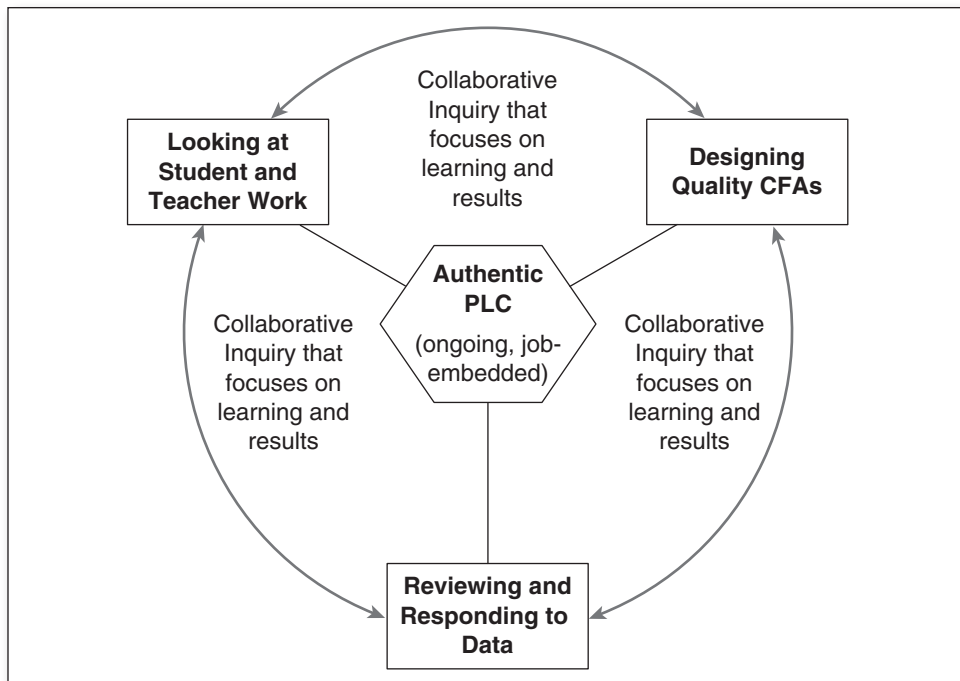 Collaborative
Inquiry that
focuses on
learning and
results
Looking at
Student and
Teacher Work
Designing
Quality CFAs
Authentic
PLC
(ongoing, job-
embedded)
Collaborative
Inquiry that
focuses on
learning and
results
Collaborative
Inquiry that
focuses on
learning and
results
Reviewing and
Responding to
Data